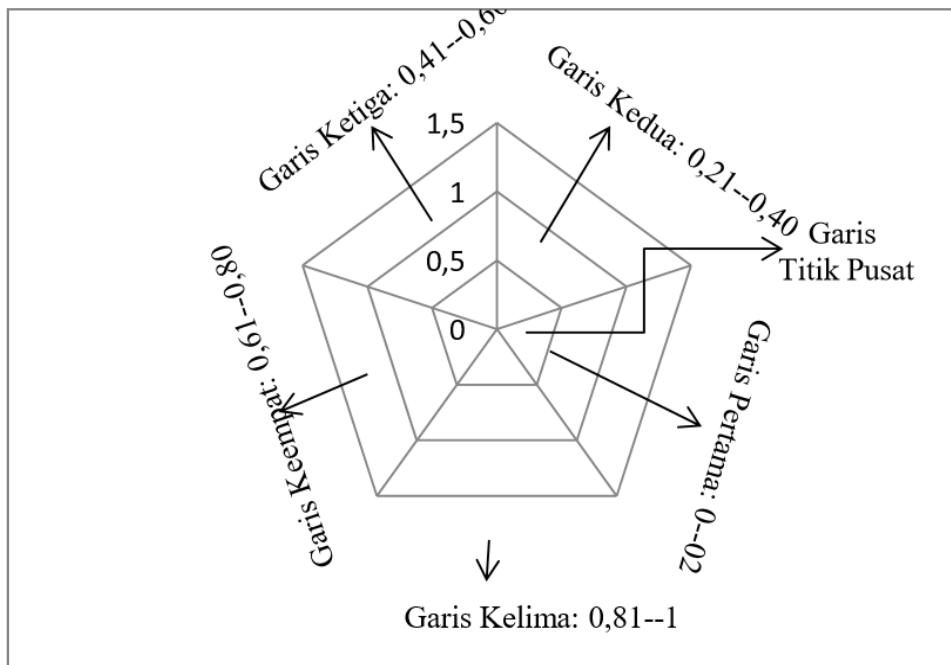 Garis Ketiga: 0,41--0,60
Garis Kedua: 0,21--0,40
1,5
1
0,5
0
Garis
Titik Pusat
Garis Keempat: 0,61--0,80
Garis Pertama: 0--02
Garis Kelima: 0,81--1